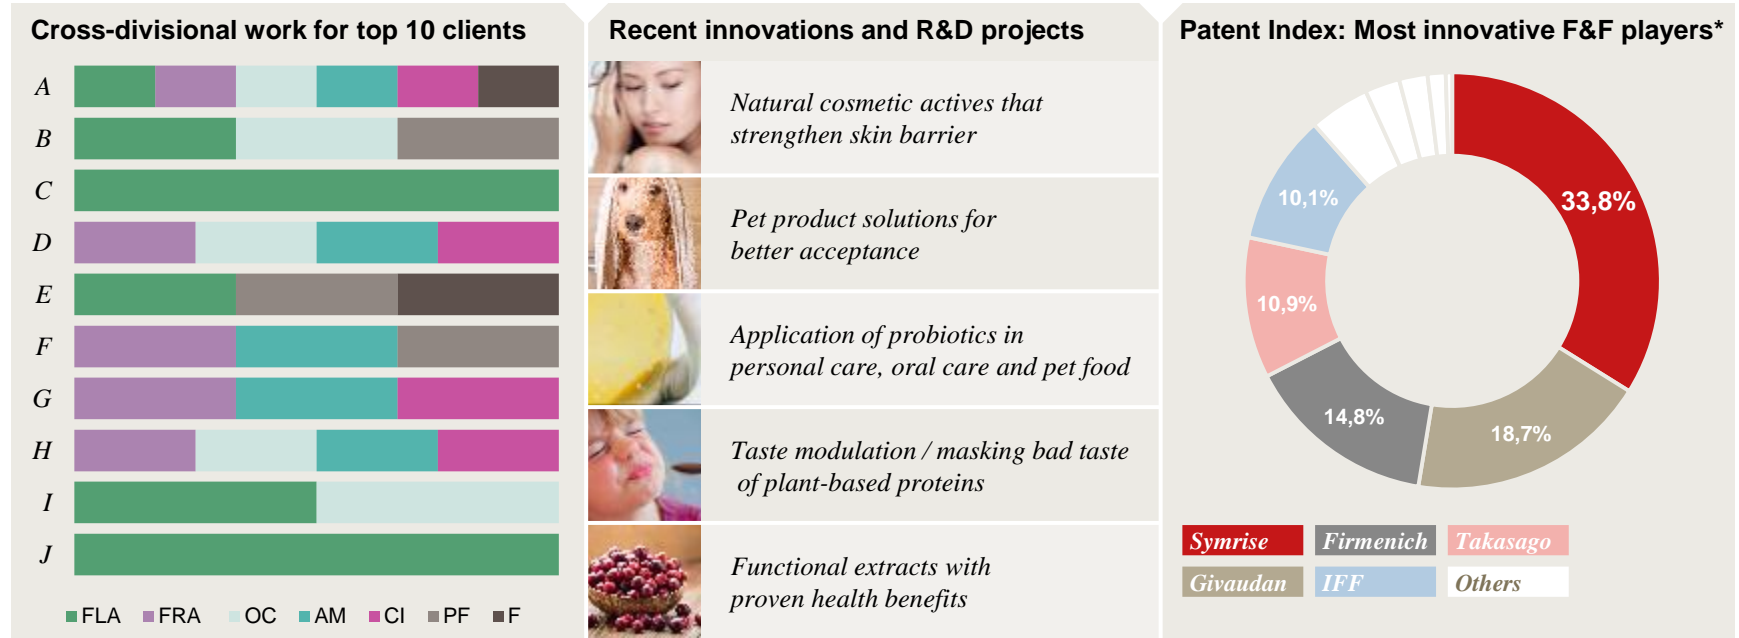 Cross-divisional work for top 10 clients
A
B
C
D
E
F
G
H
I
J
FLA FRA OC AM CI PF F
Recent innovations and R&D projects
Natural cosmetic actives that
strengthen skin barrier
Pet product solutions for
better acceptance
Application of probiotics in
personal care, oral care and pet food
Taste modulation / masking bad taste
of plant-based proteins
Functional extracts with
proven health benefits
Patent Index: Most innovative F&F players*
33,8%
10,1%
10,9%
14,8%
18,7%
Symrise Firmenich Takasago
Givaudan IFF Others